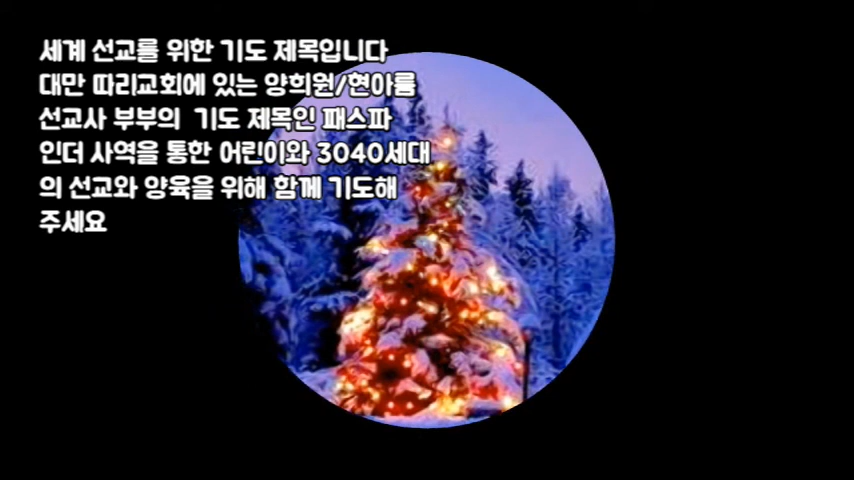 세계 선교를 위한 기도 제목입니다
대만 따리교회에 있는 양희원/현아름
선교사 부부의 기도 제목인 패스파
인더 사역을 통한 어린이와 3040세대
의 선교와 양육을 위해 함께 기도해
주세요